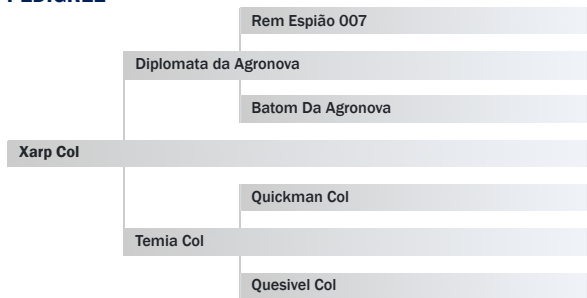 PEDIGREE
Rem Espião 007
Diplomata da Agronova
Batom Da Agronova
Xarp Col
Quickman Col
Temia Col
Quesivel Col